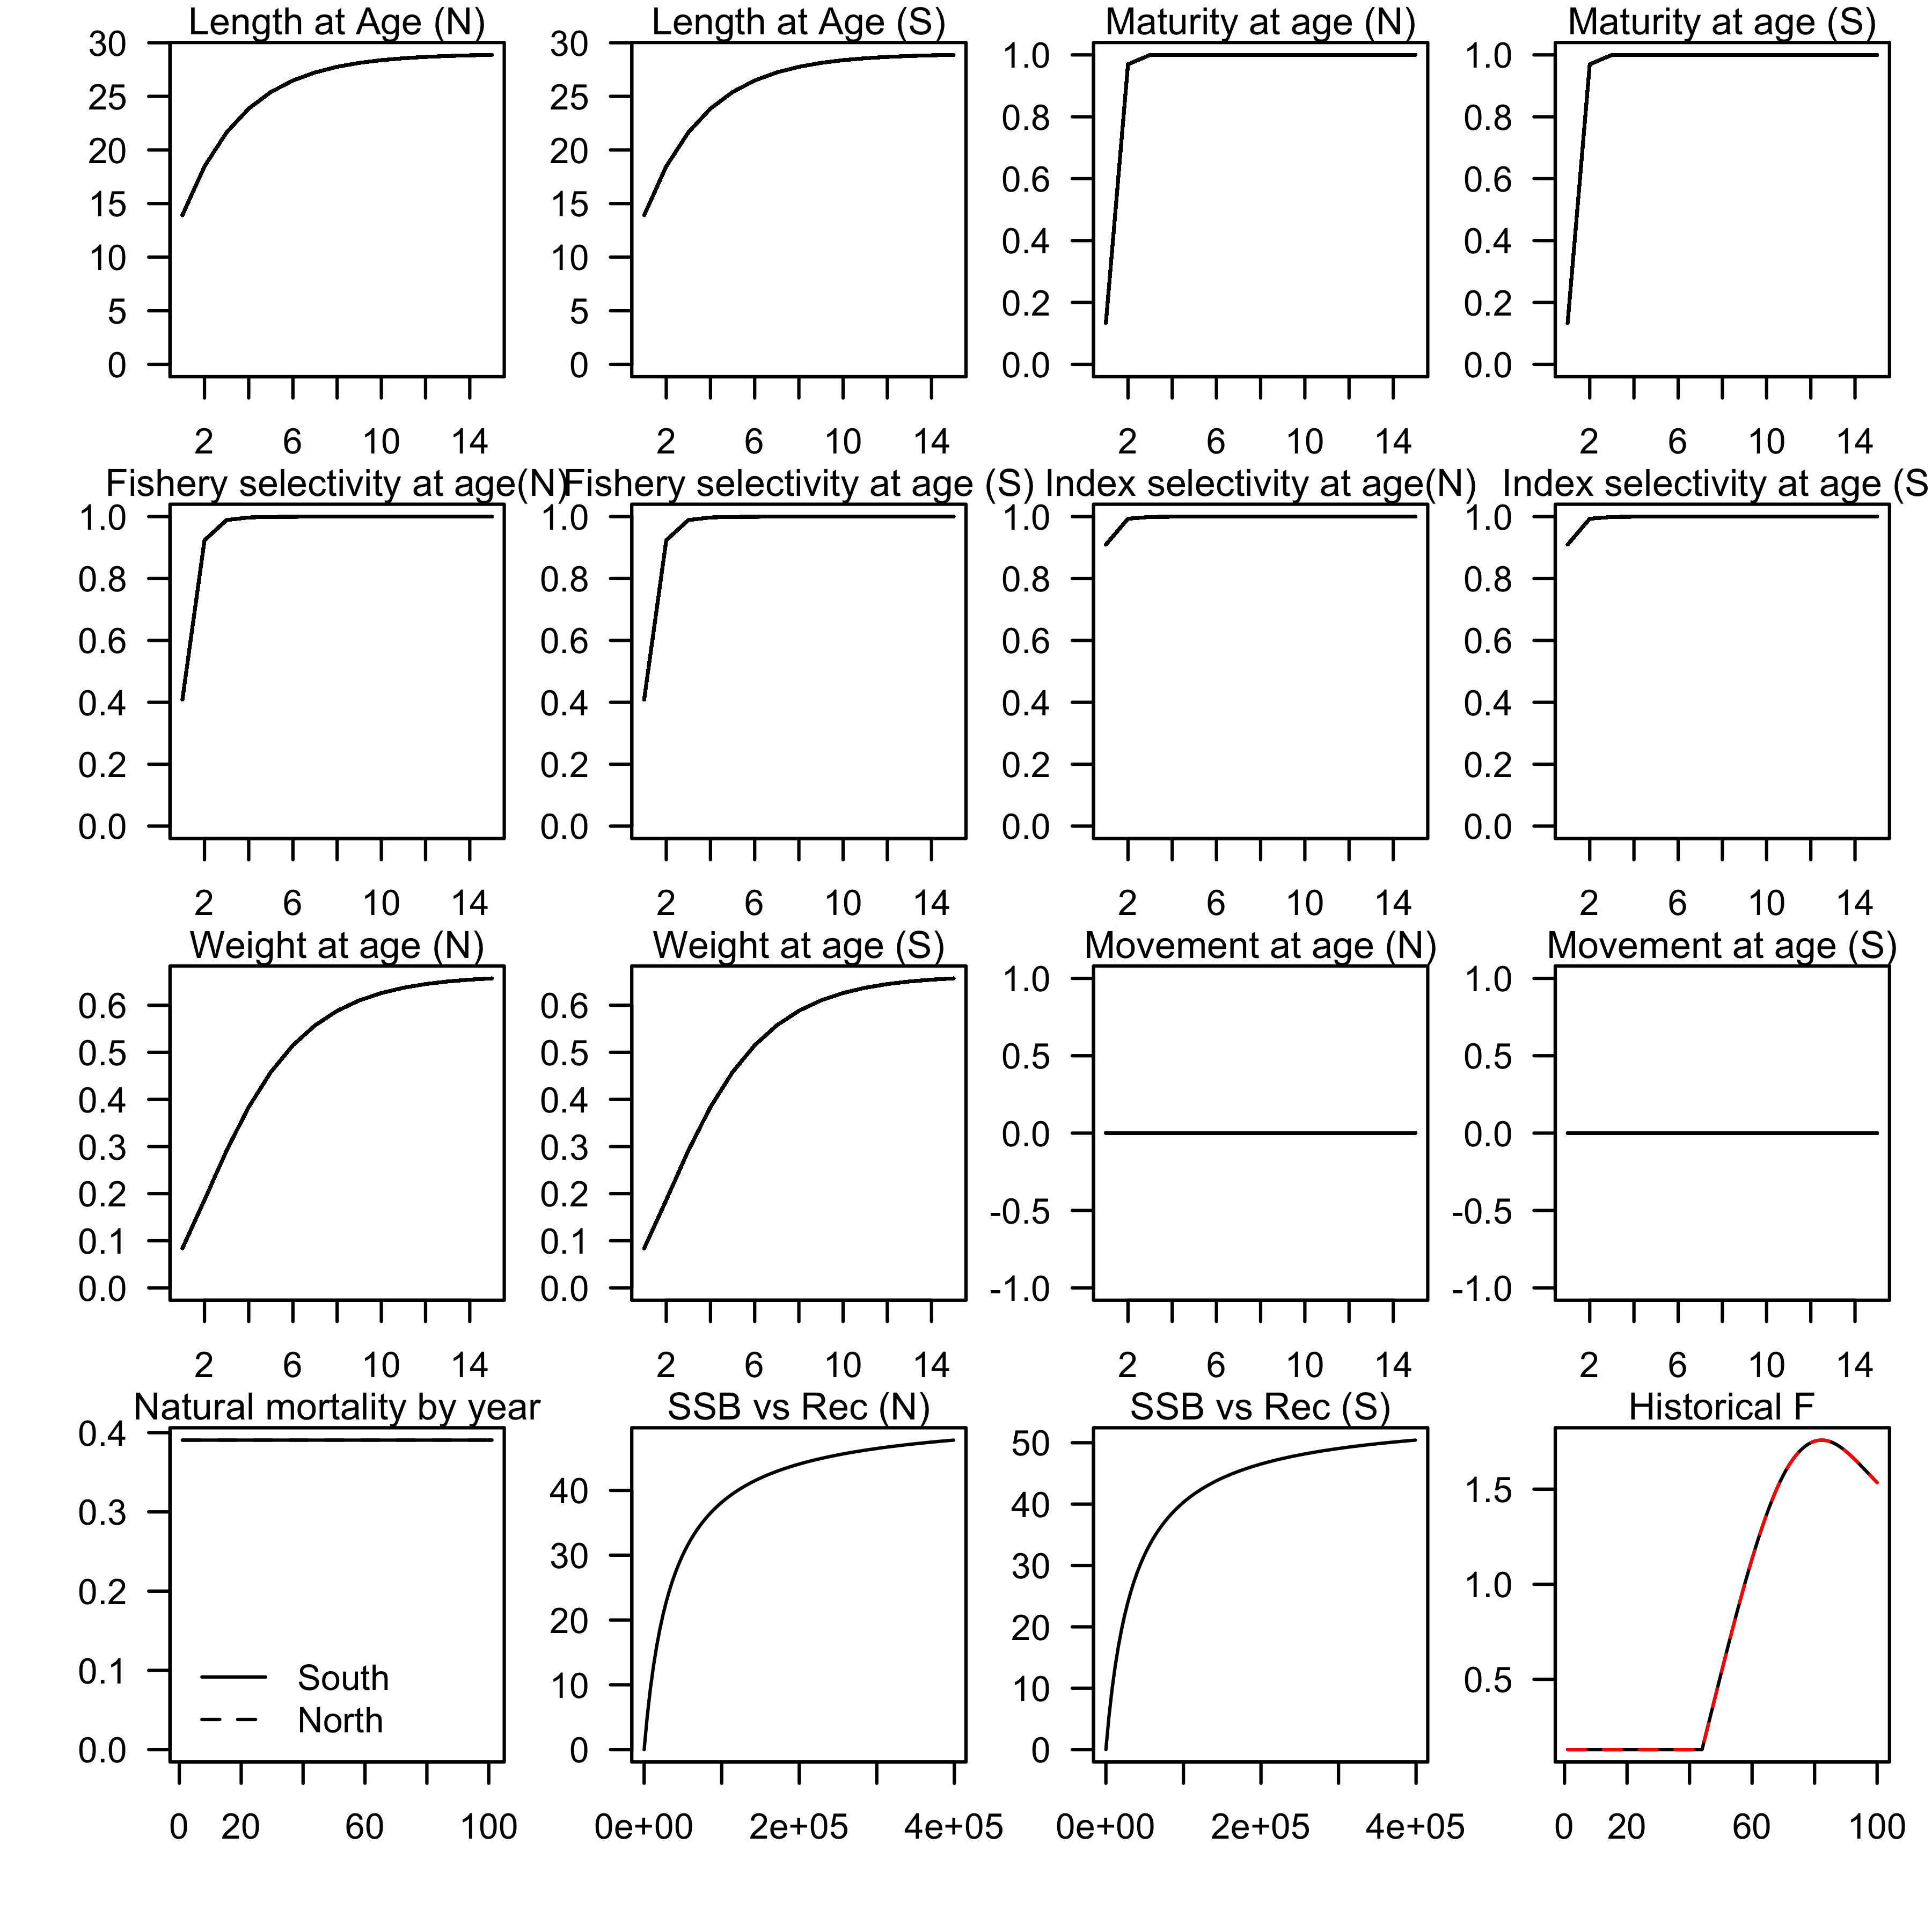 Length at Age (N)
30
25
20
15
10
5
0
2 6 10 14
Length at Age (S)
30
25
20
15
10
5
0
2 6 10 14
Maturity at age (N)
1.0
0.8
0.6
0.4
0.2
0.0
2 6 10 14
Maturity at age (S)
1.0
0.8
0.6
0.4
0.2
0.0
2 6 10 14
Fishery selectivity at age(N)
1.0
0.8
0.6
0.4
0.2
0.0
2 6 10 14
Fishery selectivity at age (S)
1.0
0.8
0.6
0.4
0.2
0.0
2 6 10 14
Index selectivity at age(N)
1.0
0.8
0.6
0.4
0.2
0.0
2 6 10 14
Index selectivity at age (S
1.0
0.8
0.6
0.4
0.2
0.0
2 6 10 14
Weight at age (N)
0.6
0.5
0.4
0.3
0.2
0.1
0.0
2 6 10 14
Weight at age (S)
0.6
0.5
0.4
0.3
0.2
0.1
0.0
2 6 10 14
Movement at age (N)
1.0
0.5
0.0
-0.5
-1.0
2 6 10 14
Movement at age (S)
1.0
0.5
0.0
-0.5
-1.0
2 6 10 14
Natural mortality by year
0.4
0.3
0.2
0.1
0.0
South
North
0 20 60 100
SSB vs Rec (N)
40
30
20
10
0
0e+00 2e+05 4e+05
SSB vs Rec (S)
50
40
30
20
10
0
0e+00 2e+05 4e+05
Historical F
1.5
1.0
0.5
0 20 60 100